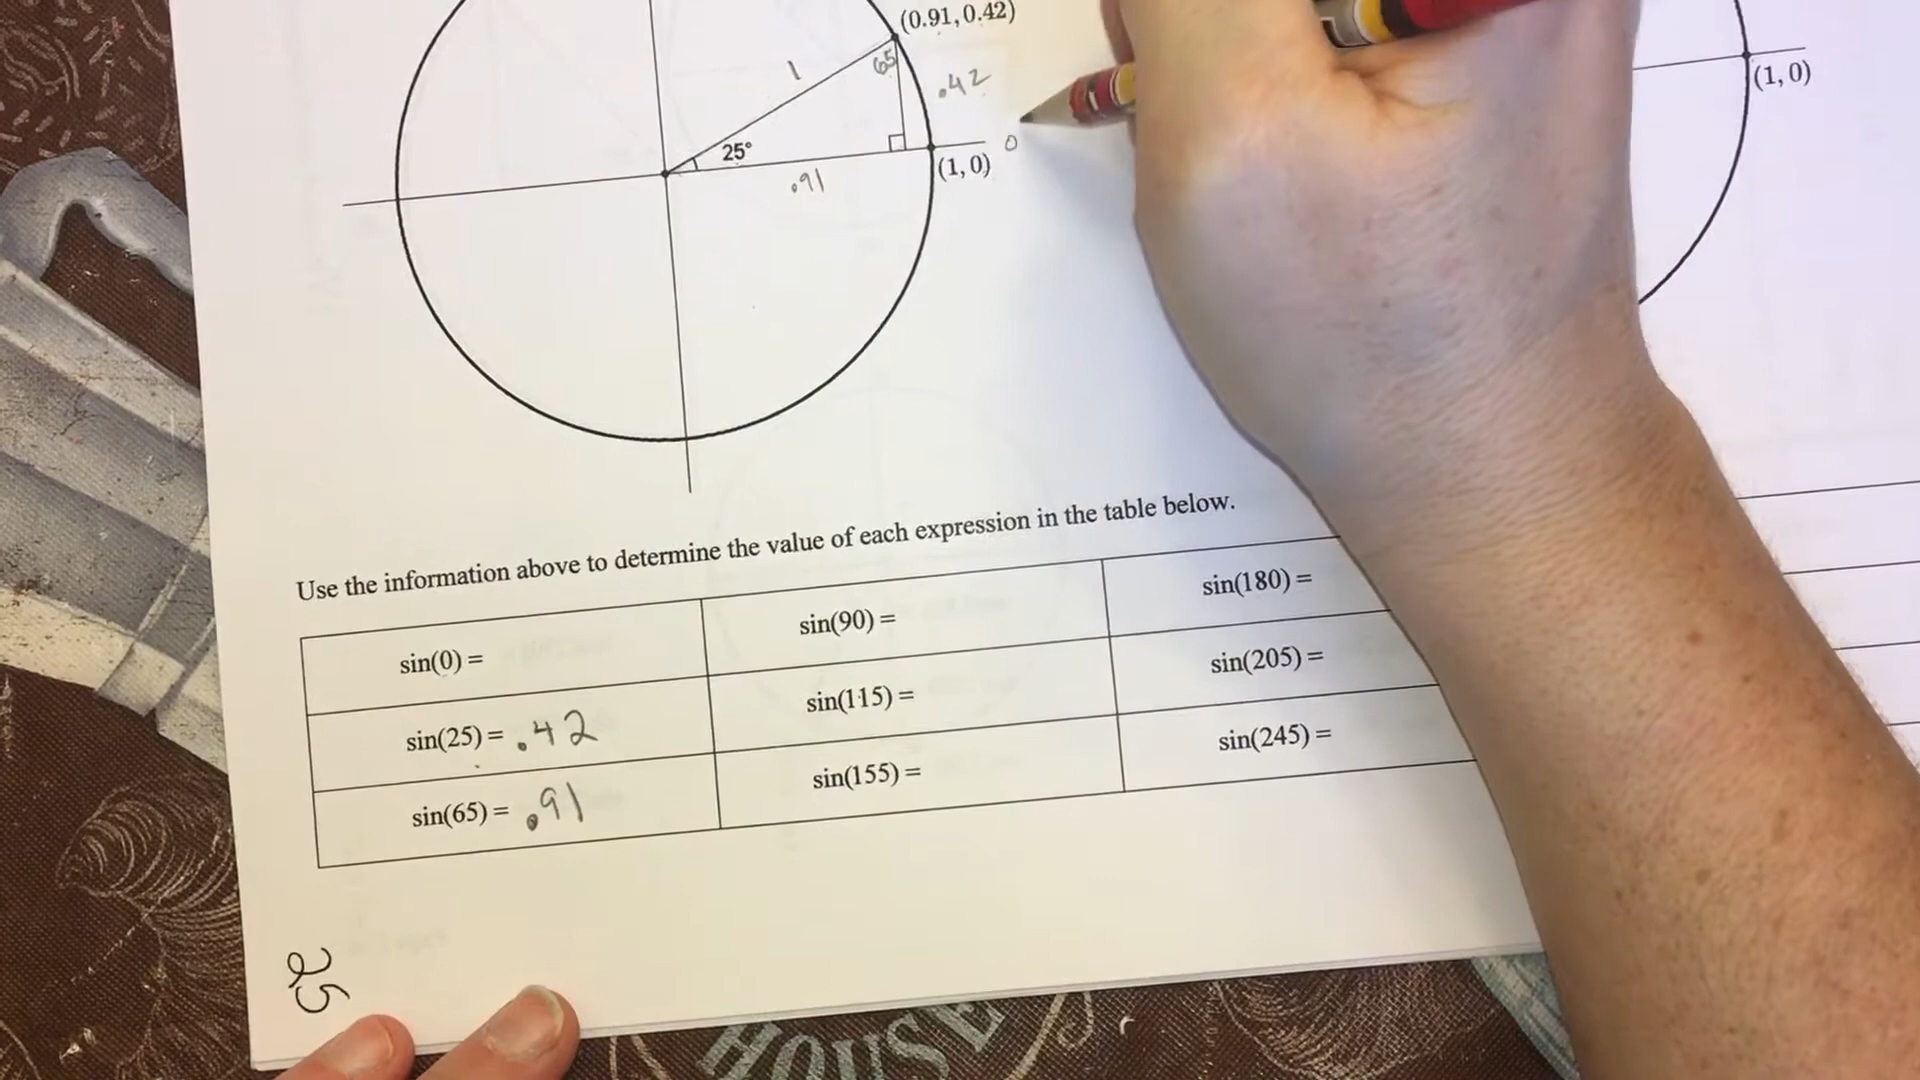 (0.91, 0.42)
1
65
.42
25°
.91
(1, 0)
0
(1, 0)
Use the information above to determine the value of each expression in the table below.
sin(0) =
sin(90) =
sin(180) =
sin(25) = .42
sin(115) =
sin(205) =
sin(65) = .91
sin(155) =
sin(245) =
25
HOUSE